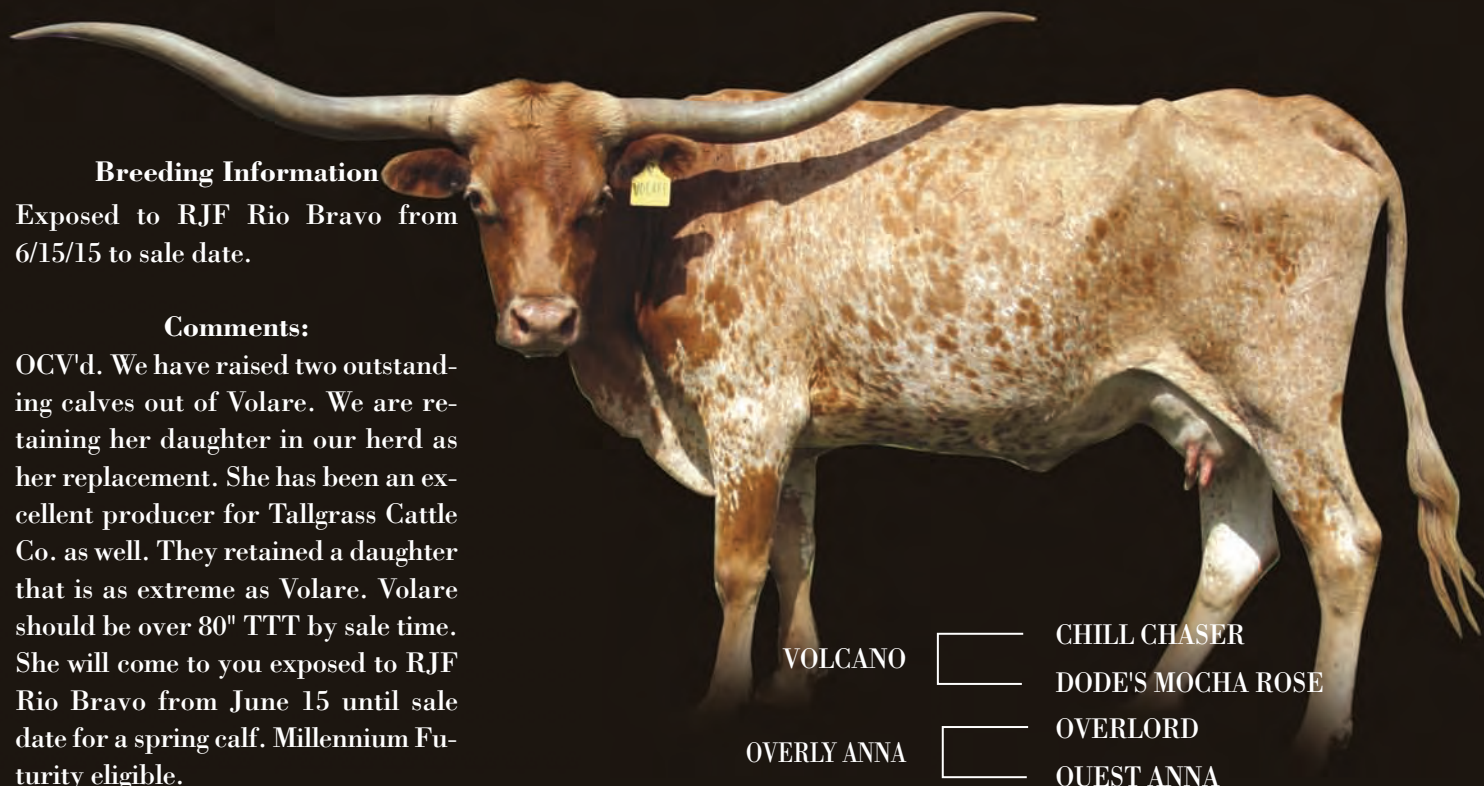 Breeding Information
Exposed to RJF Rio Bravo from
6/15/15 to sale date.
Comments:
OCV'd. We have raised two outstand-
ing calves out of Volare. We are re-
taining her daughter in our herd as
her replacement. She has been an ex-
cellent producer for Tallgrass Cattle
Co. as well. They retained a daughter
that is as extreme as Volare. Volare
should be over 80" TTT by sale time.
She will come to you exposed to RJF
Rio Bravo from June 15 until sale
date for a spring calf. Millennium Fu-
turity eligible.
VOLARE
VOLCANO
CHILL CHASER
DODE'S MOCHA ROSE
OVERLY ANNA
OVERLORD
QUEST ANNA